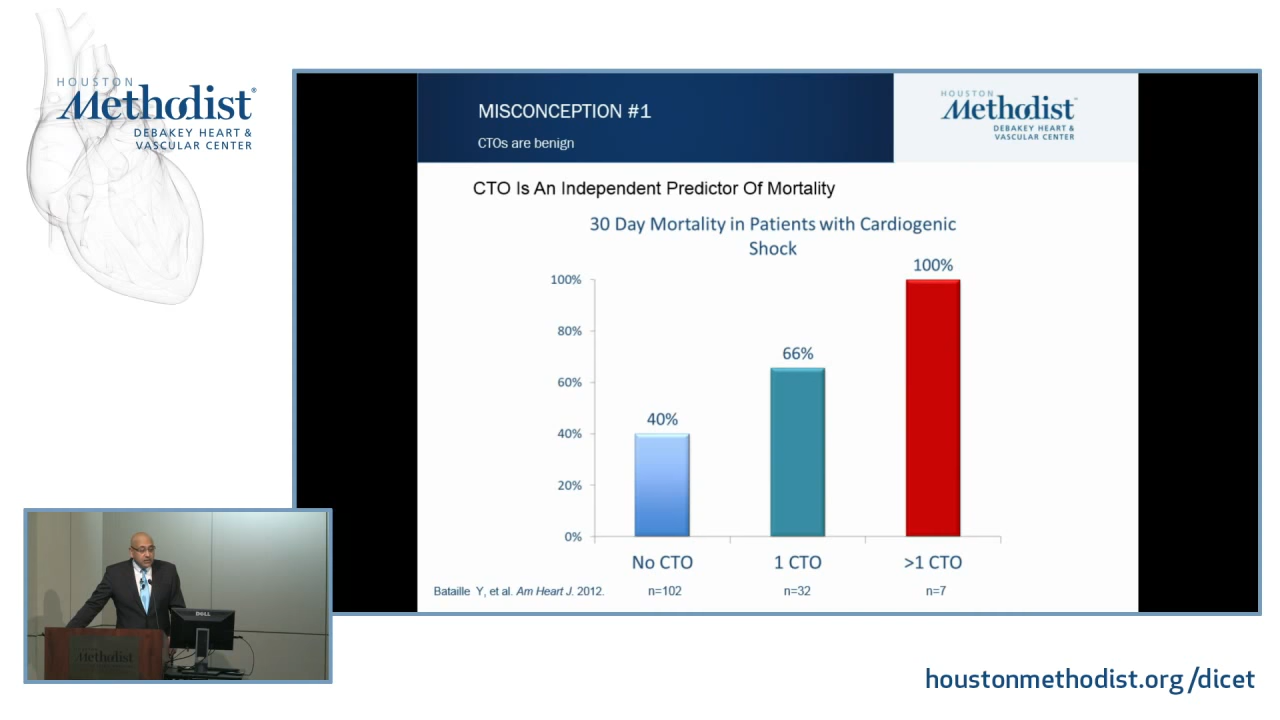 HOUSTON
Methodist®
DEBAKEY HEART &
VASCULAR CENTER
MISCONCEPTION #1
CTOs are benign
HOUSTON
Methodist
DEBAKEY HEART &
VASCULAR CENTER
CTO Is An Independent Predictor Of Mortality
30 Day Mortality in Patients with Cardiogenic
Shock
100%
80%
60%
40%
20%
0%
40%
66%
100%
No CTO
1 CTO
>1 CTO
Bataille Y, et al. Am Heart J. 2012.
n=102
n=32
n=7
DELL
Methodist
houstonmethodist.org/dicet